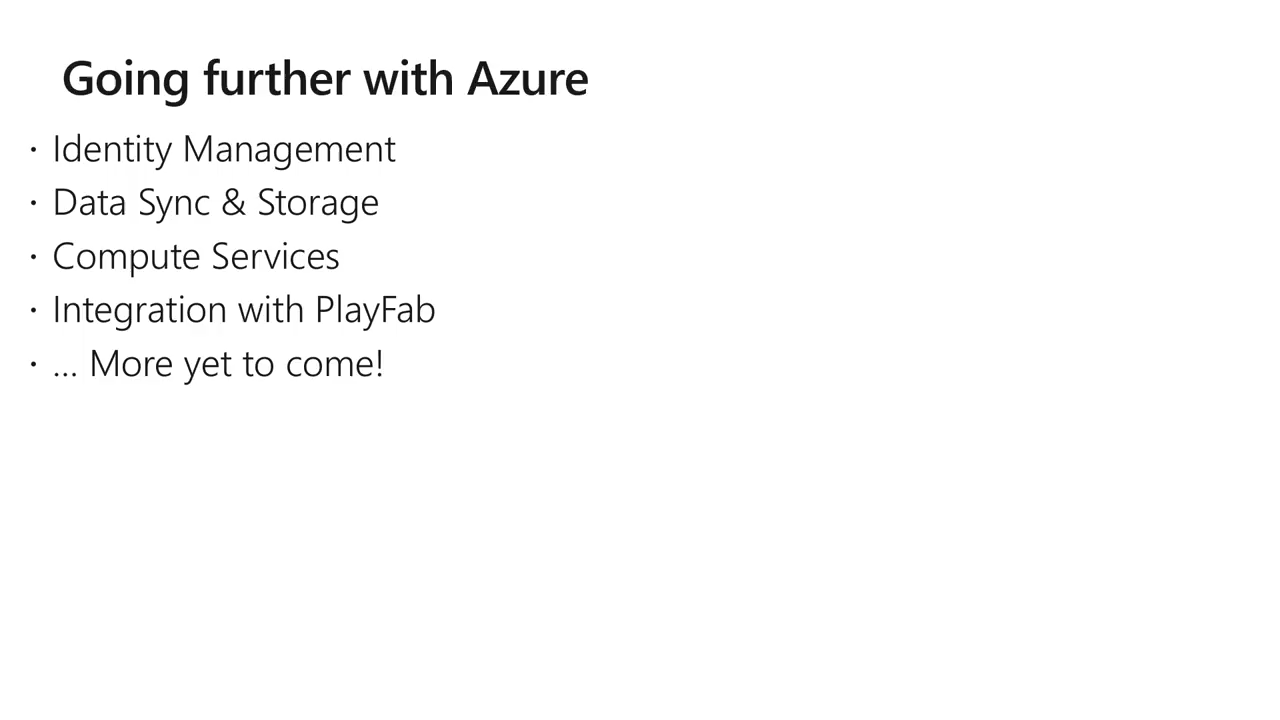 Going further with Azure
· Identity Management
· Data Sync & Storage
· Compute Services
· Integration with PlayFab
· ... More yet to come!